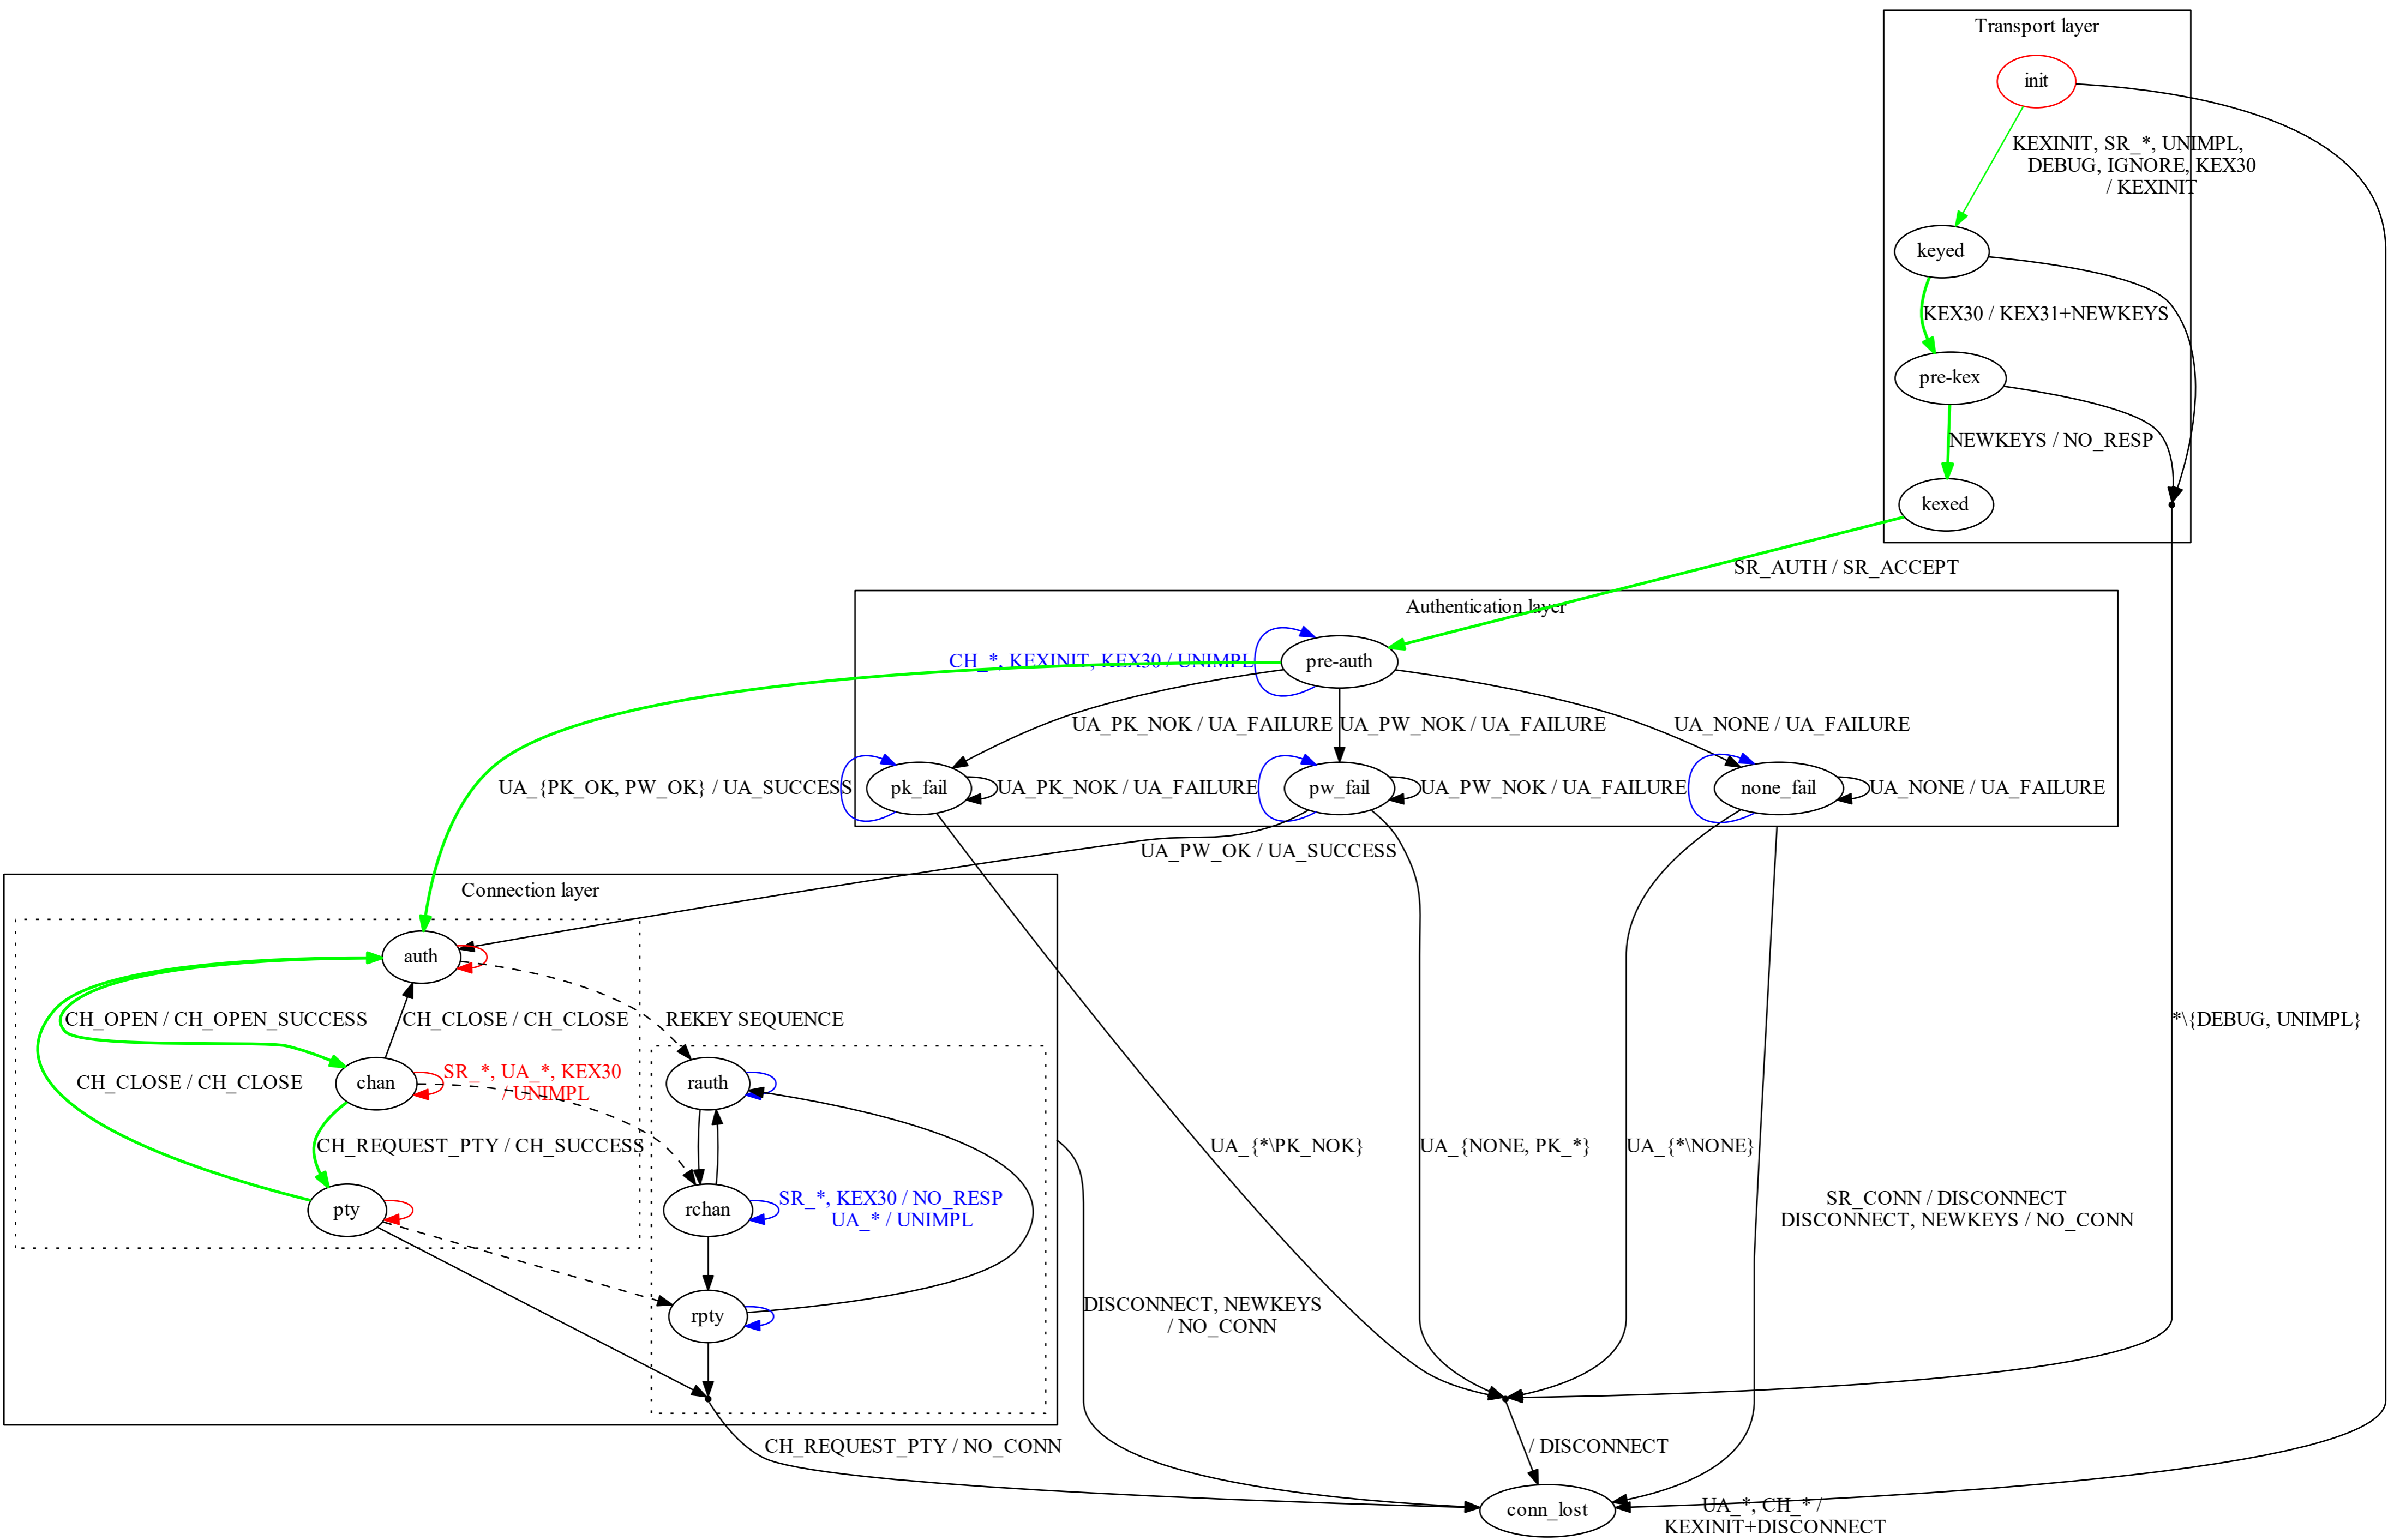 Transport layer
init
KEXINIT, SR_*, UNIMPL,
DEBUG, IGNORE, KEX30
/ KEXINIT
keyed
KEX30 / KEX31+NEWKEYS
pre-kex
NEWKEYS / NO_RESP
kexed
SR_AUTH / SR_ACCEPT
Authentication layer
CH_*, KEXINIT, KEX30 / UNIMPL
pre-auth
UA_PK_NOK / UA_FAILURE
UA_PW_NOK / UA_FAILURE
UA_NONE / UA_FAILURE
UA_{PK_OK, PW_OK} / UA_SUCCESS
pk_fail
UA_PK_NOK / UA_FAILURE
pw_fail
UA_PW_NOK / UA_FAILURE
none_fail
UA_NONE / UA_FAILURE
UA_PW_OK / UA_SUCCESS
Connection layer
auth
CH_OPEN / CH_OPEN_SUCCESS
CH_CLOSE / CH_CLOSE
REKEY SEQUENCE
*\{DEBUG, UNIMPL}
CH_CLOSE / CH_CLOSE
chan
SR_*, UA_*, KEX30
/ UNIMPL
rauth
CH_REQUEST_PTY / CH_SUCCESS
UA_{*\PK_NOK}
UA_{NONE, PK_*}
UA_{*\NONE}
pty
rchan
SR_*, KEX30 / NO_RESP
UA_* / UNIMPL
SR_CONN / DISCONNECT
DISCONNECT, NEWKEYS / NO_CONN
rpty
DISCONNECT, NEWKEYS
/ NO_CONN
CH_REQUEST_PTY / NO_CONN
/ DISCONNECT
conn_lost
UA_*, CH_* /
KEXINIT+DISCONNECT